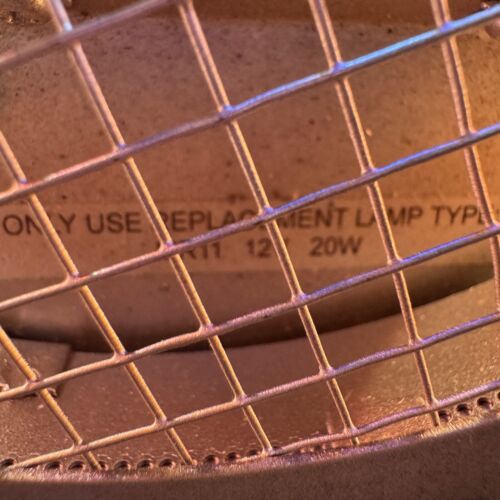 ONLY USE REPLACEMENT LAMP TYPE
12 20W